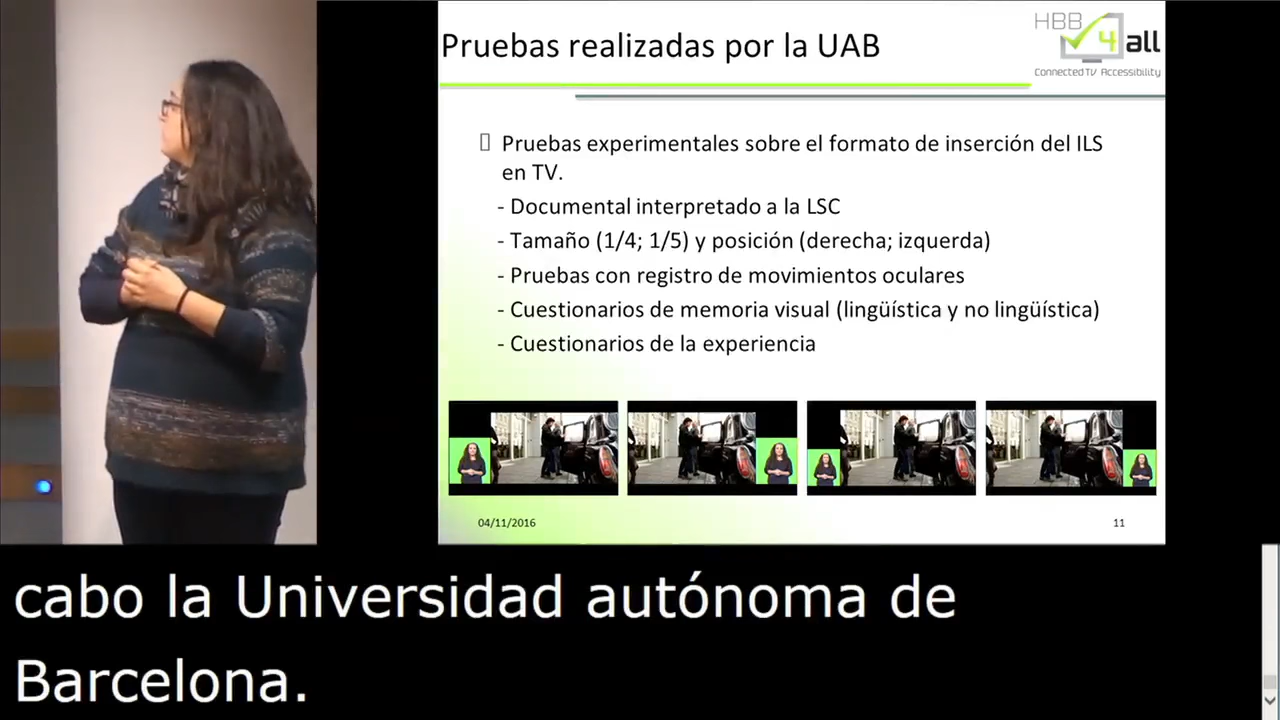 Pruebas realizadas por la UAB
HBB
4 all
Connected TV Accessibility
Pruebas experimentales sobre el formato de inserción del ILS
en TV.
- Documental interpretado a la LSC
- Tamaño (1/4; 1/5) y posición (derecha; izquerda)
- Pruebas con registro de movimientos oculares
- Cuestionarios de memoria visual (lingüística y no lingüística)
- Cuestionarios de la experiencia
04/11/2016
11
cabo la Universidad autónoma de
Barcelona.